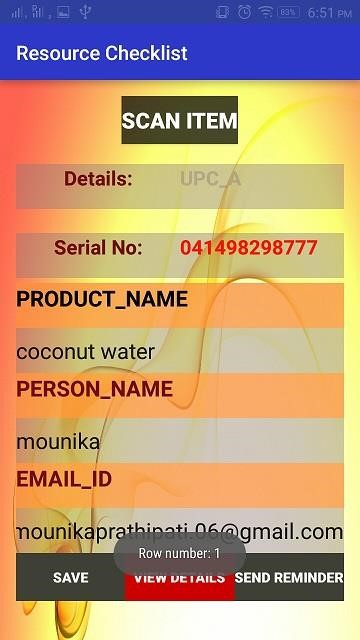 83% 6:51 PM
Resource Checklist
SCAN ITEM
Details: UPC_A
Serial No: 041498298777
PRODUCT_NAME
coconut water
PERSON_NAME
mounika
EMAIL_ID
mounikaprathipati.06@gmail.com
Row number: 1
SAVE VIEW DETAILS SEND REMINDER